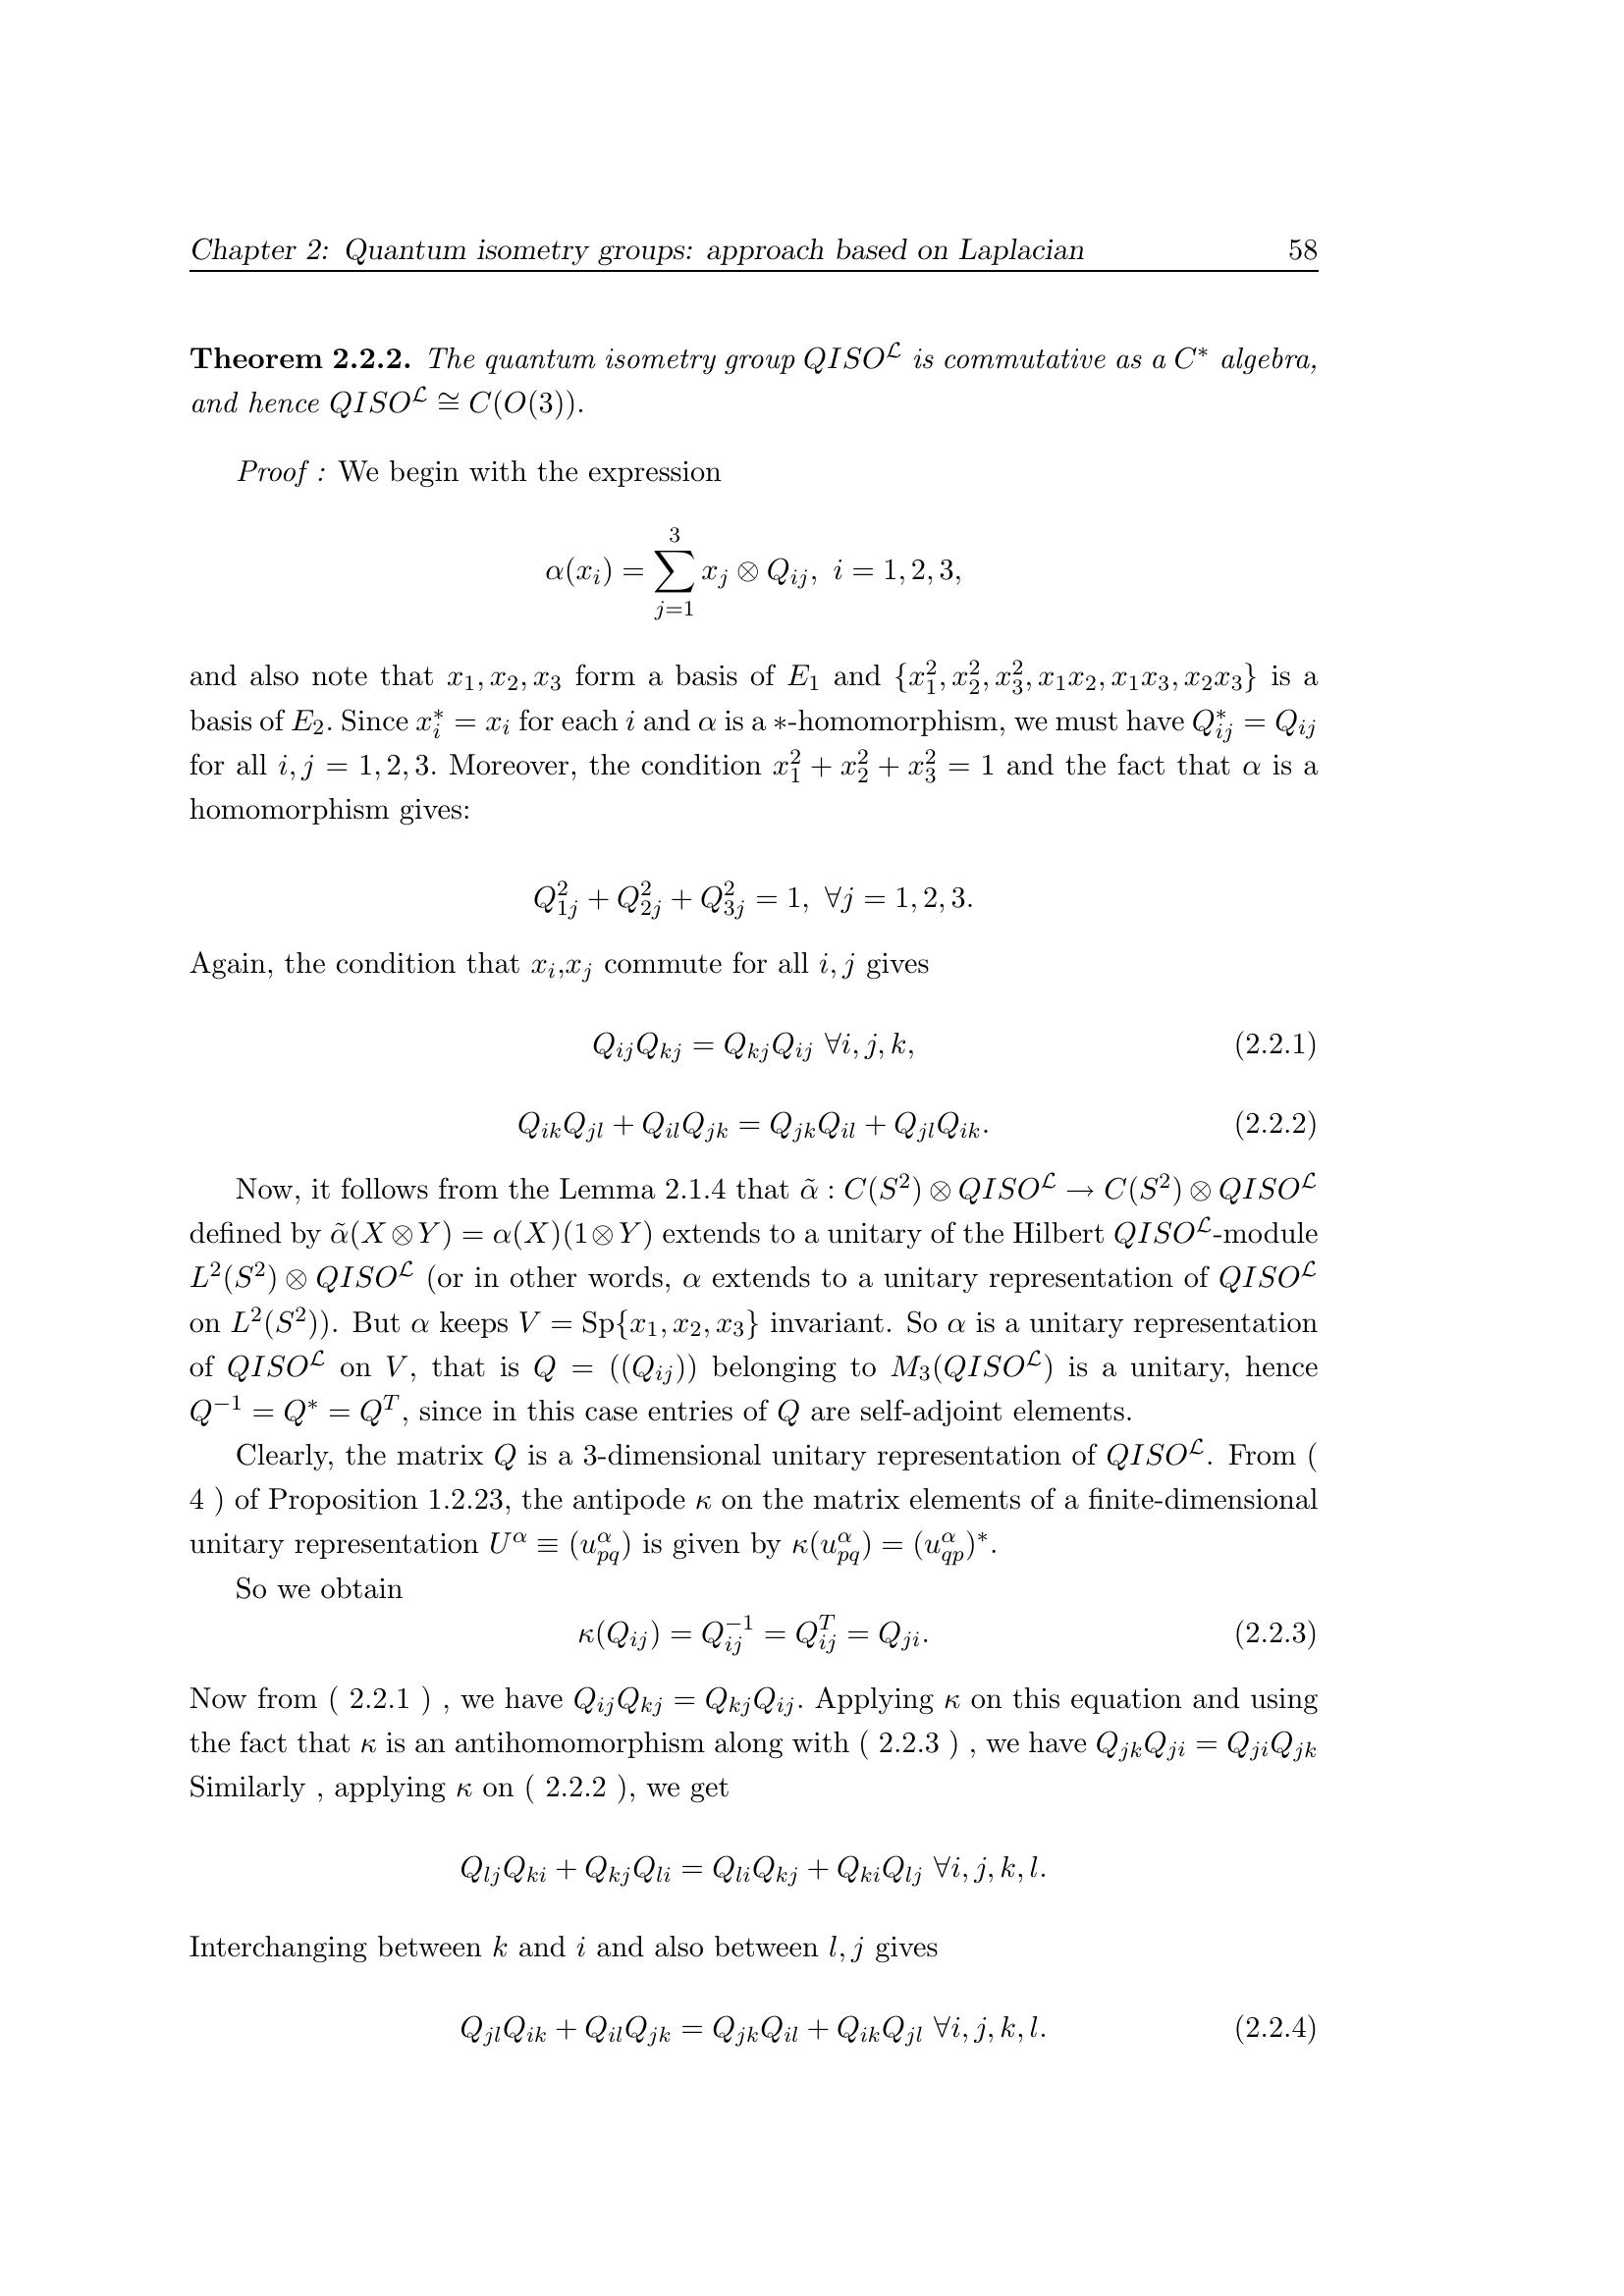 Chapter 2: Quantum isometry groups: approach based on Laplacian 58
Theorem 2.2.2. The quantum isometry group $QISO^{\mathcal{L}}$ is commutative as a $C^*$ algebra,
and hence $QISO^{\mathcal{L}} \cong C(O(3))$.
Proof : We begin with the expression
$$\alpha(x_i) = \sum_{j=1}^{3} x_j \otimes Q_{ij}, \ i = 1, 2, 3,$$
and also note that $x_1, x_2, x_3$ form a basis of $E_1$ and $\{x_1^2, x_2^2, x_3^2, x_1x_2, x_1x_3, x_2x_3\}$ is a
basis of $E_2$. Since $x_i^* = x_i$ for each $i$ and $\alpha$ is a $*$-homomorphism, we must have $Q_{ij}^* = Q_{ij}$
for all $i, j = 1, 2, 3$. Moreover, the condition $x_1^2 + x_2^2 + x_3^2 = 1$ and the fact that $\alpha$ is a
homomorphism gives:
$$Q_{1j}^2 + Q_{2j}^2 + Q_{3j}^2 = 1, \ \forall j = 1, 2, 3.$$
Again, the condition that $x_i$,$x_j$ commute for all $i, j$ gives
$$Q_{ij}Q_{kj} = Q_{kj}Q_{ij} \ \forall i, j, k, \quad (2.2.1)$$
$$Q_{ik}Q_{jl} + Q_{il}Q_{jk} = Q_{jk}Q_{il} + Q_{jl}Q_{ik}. \quad (2.2.2)$$
Now, it follows from the Lemma 2.1.4 that $\tilde{\alpha} : C(S^2) \otimes QISO^{\mathcal{L}} \to C(S^2) \otimes QISO^{\mathcal{L}}$
defined by $\tilde{\alpha}(X \otimes Y) = \alpha(X)(1 \otimes Y)$ extends to a unitary of the Hilbert $QISO^{\mathcal{L}}$-module
$L^2(S^2) \otimes QISO^{\mathcal{L}}$ (or in other words, $\alpha$ extends to a unitary representation of $QISO^{\mathcal{L}}$
on $L^2(S^2)$). But $\alpha$ keeps $V = \mathrm{Sp}\{x_1, x_2, x_3\}$ invariant. So $\alpha$ is a unitary representation
of $QISO^{\mathcal{L}}$ on $V$, that is $Q = ((Q_{ij}))$ belonging to $M_3(QISO^{\mathcal{L}})$ is a unitary, hence
$Q^{-1} = Q^* = Q^T$, since in this case entries of $Q$ are self-adjoint elements.
Clearly, the matrix $Q$ is a 3-dimensional unitary representation of $QISO^{\mathcal{L}}$. From (
4 ) of Proposition 1.2.23, the antipode $\kappa$ on the matrix elements of a finite-dimensional
unitary representation $U^\alpha \equiv (u_{pq}^\alpha)$ is given by $\kappa(u_{pq}^\alpha) = (u_{qp}^\alpha)^*$.
So we obtain
$$\kappa(Q_{ij}) = Q_{ij}^{-1} = Q_{ij}^T = Q_{ji}. \quad (2.2.3)$$
Now from ( 2.2.1 ) , we have $Q_{ij}Q_{kj} = Q_{kj}Q_{ij}$. Applying $\kappa$ on this equation and using
the fact that $\kappa$ is an antihomomorphism along with ( 2.2.3 ) , we have $Q_{jk}Q_{ji} = Q_{ji}Q_{jk}$
Similarly , applying $\kappa$ on ( 2.2.2 ), we get
$$Q_{lj}Q_{ki} + Q_{kj}Q_{li} = Q_{li}Q_{kj} + Q_{ki}Q_{lj} \ \forall i, j, k, l.$$
Interchanging between $k$ and $i$ and also between $l, j$ gives
$$Q_{jl}Q_{ik} + Q_{il}Q_{jk} = Q_{jk}Q_{il} + Q_{ik}Q_{jl} \ \forall i, j, k, l. \quad (2.2.4)$$